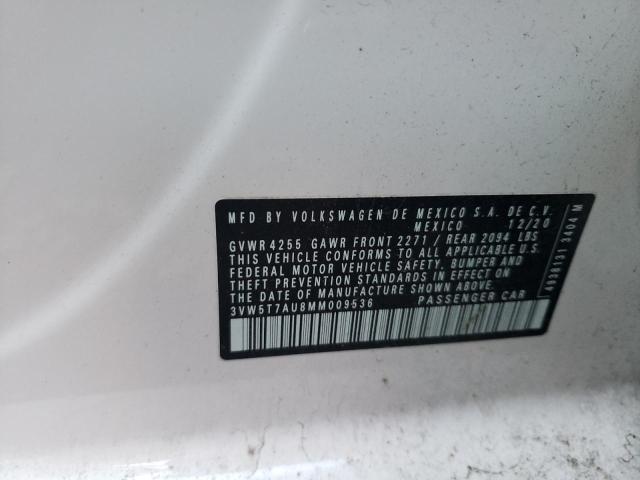 MFD BY VOLKSWAGEN DE MEXICO S.A. DE C.V.
MEXICO 12/20
GVWR 4255 GAWR FRONT 2271 / REAR 2094 LBS
THIS VEHICLE CONFORMS TO ALL APPLICABLE U.S.
FEDERAL MOTOR VEHICLE SAFETY, BUMPER AND
THEFT PREVENTION STANDARDS IN EFFECT ON
THE DATE OF MANUFACTURE SHOWN ABOVE.
3VW5T7AU8MM009536 PASSENGER CAR
4936131 3404 M